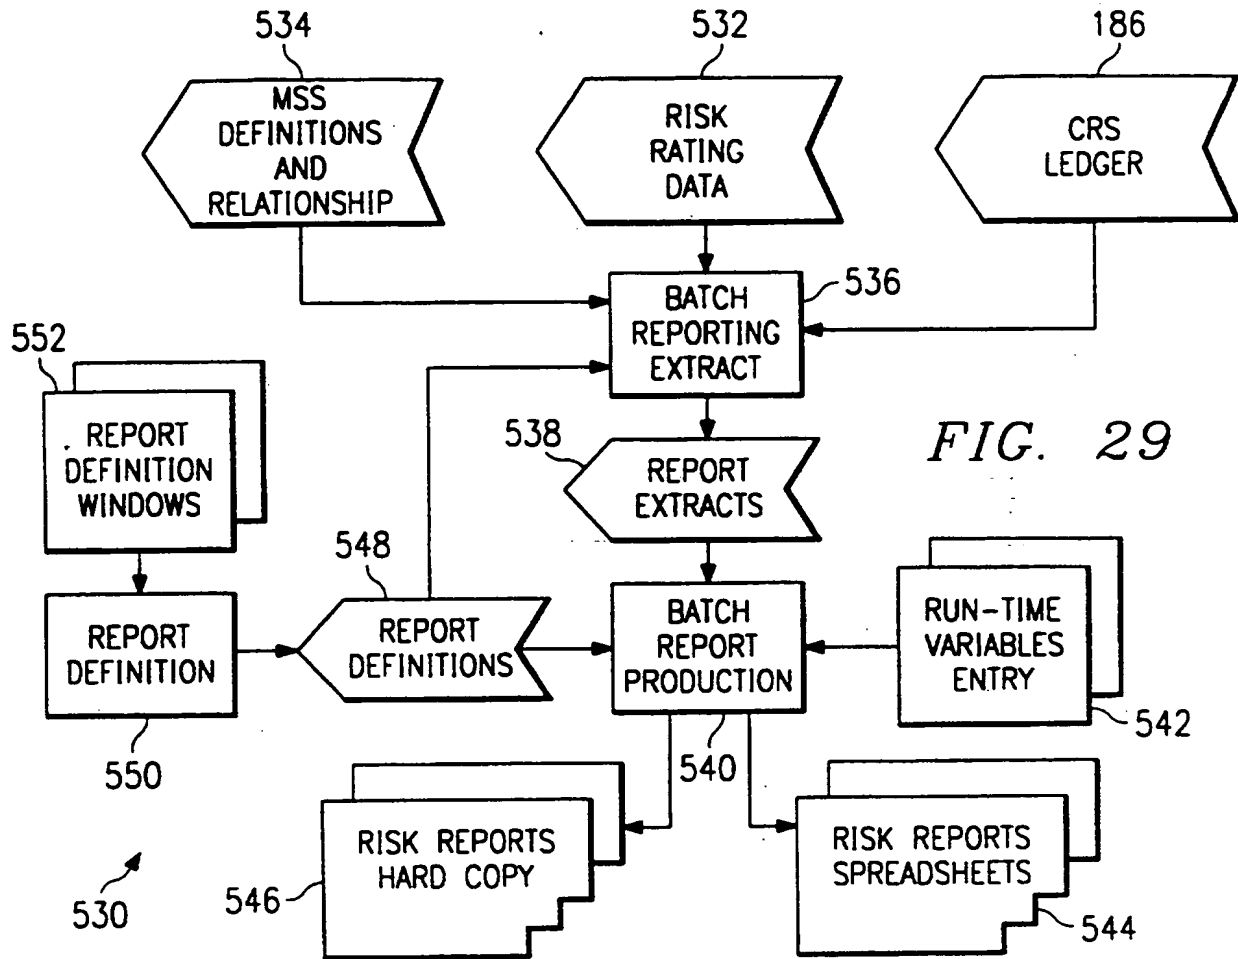 534
532
186
MSS
DEFINITIONS
AND
RELATIONSHIP
RISK
RATING
DATA
CRS
LEDGER
BATCH
REPORTING
EXTRACT
536
552
REPORT
DEFINITION
WINDOWS
538
REPORT
EXTRACTS
FIG. 29
548
REPORT
DEFINITION
REPORT
DEFINITIONS
BATCH
REPORT
PRODUCTION
RUN-TIME
VARIABLES
ENTRY
542
550
540
RISK REPORTS
HARD COPY
RISK REPORTS
SPREADSHEETS
530
546
544